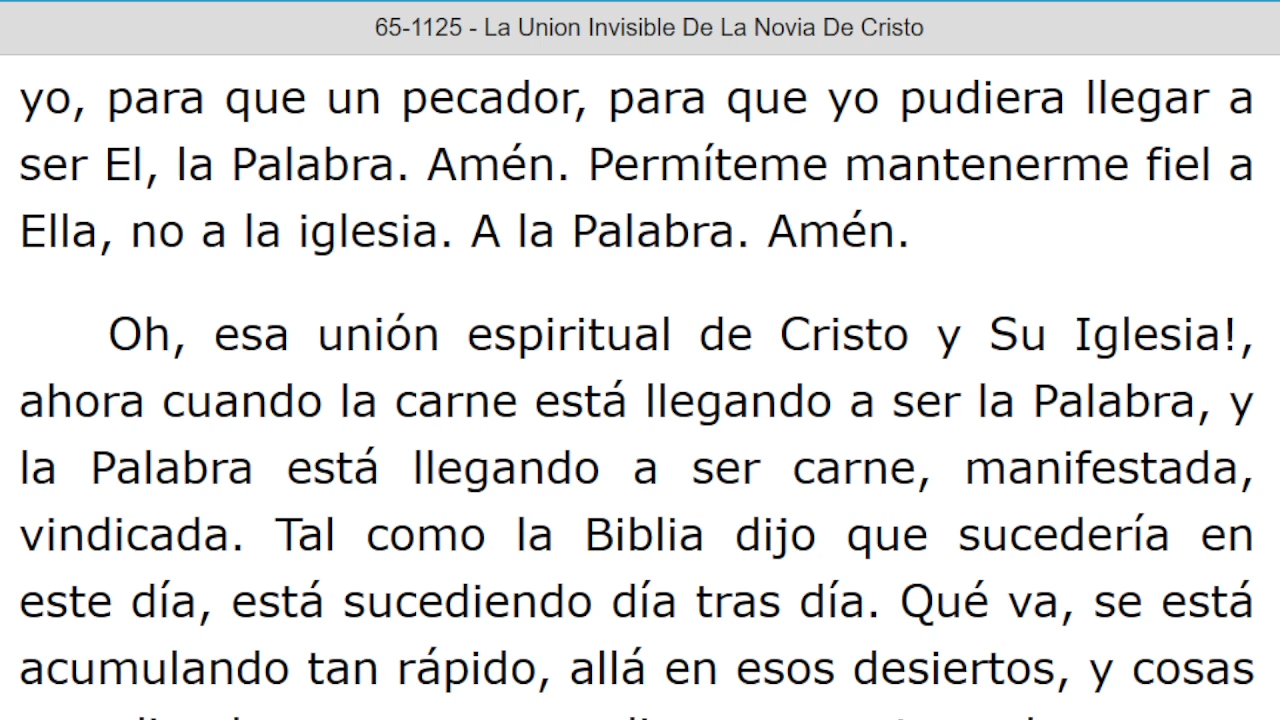 65-1125 - La Union Invisible De La Novia De Cristo
yo, para que un pecador, para que yo pudiera llegar a
ser El, la Palabra. Amén. Permíteme mantenerme fiel a
Ella, no a la iglesia. A la Palabra. Amén.
Oh, esa unión espiritual de Cristo y Su Iglesia!,
ahora cuando la carne está llegando a ser la Palabra, y
la Palabra está llegando a ser carne, manifestada,
vindicada. Tal como la Biblia dijo que sucedería en
este día, está sucediendo día tras día. Qué va, se está
acumulando tan rápido, allá en esos desiertos, y cosas